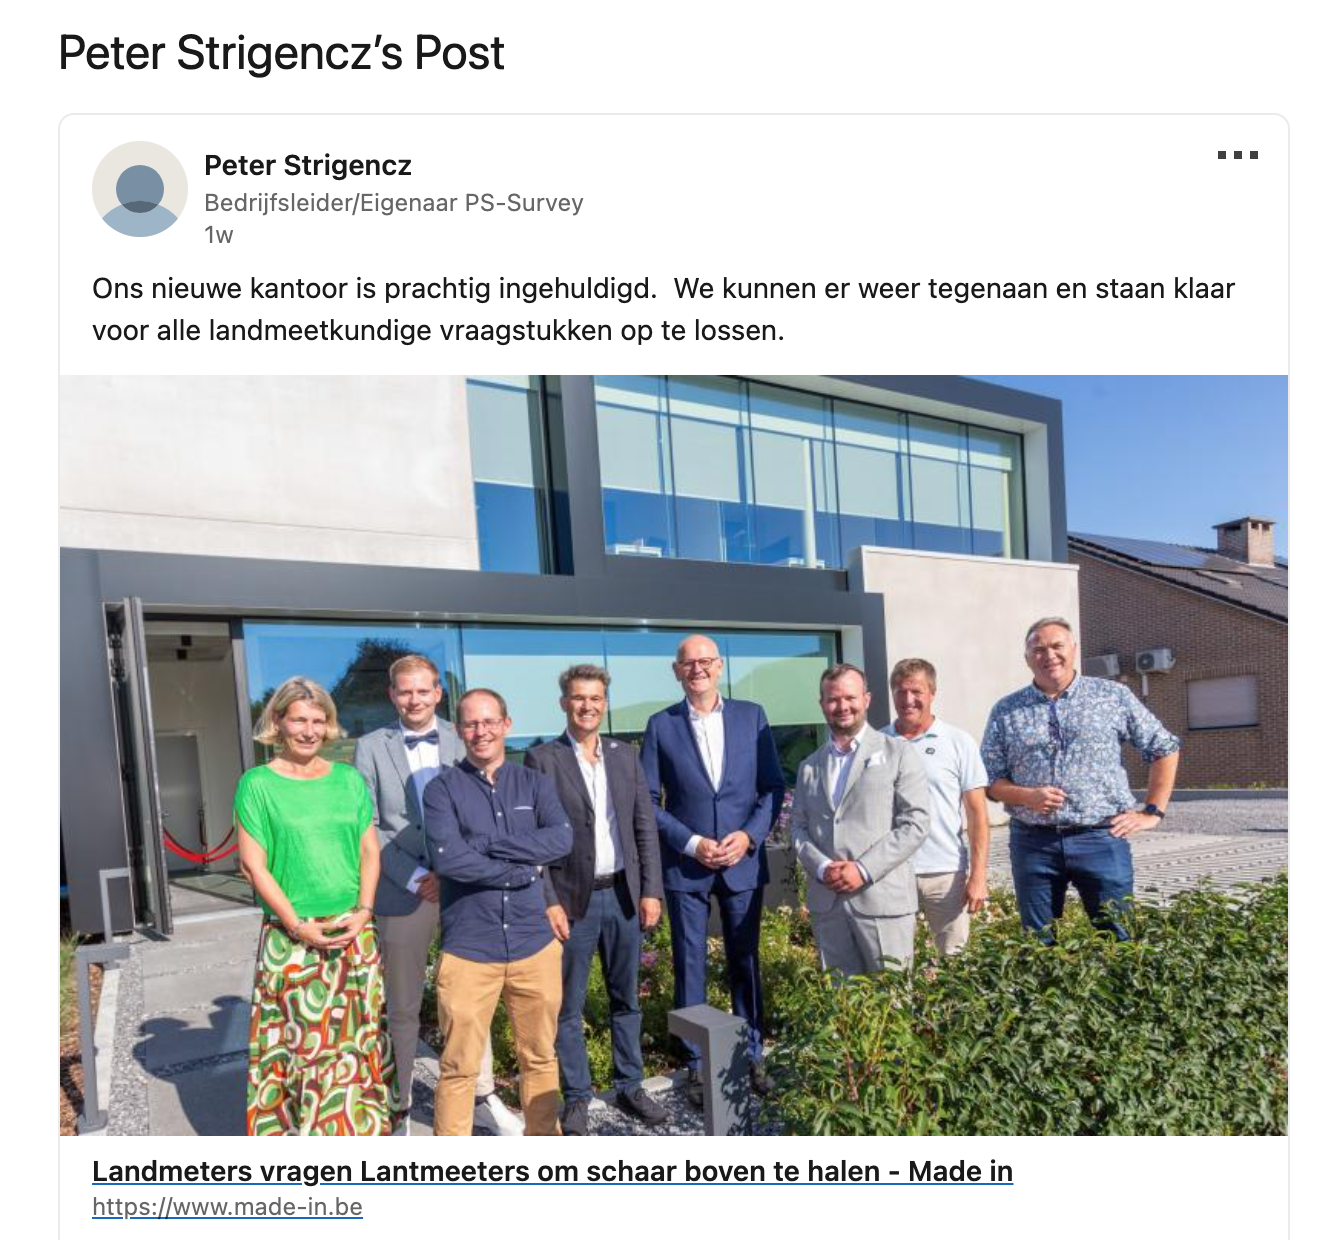 Peter Strigencz’s Post
Peter Strigencz
Bedrijfsleider/Eigenaar PS-Survey
1w
Ons nieuwe kantoor is prachtig ingehuldigd.  We kunnen er weer tegenaan en staan klaar
voor alle landmeetkundige vraagstukken op te lossen.
Landmeters vragen Lantmeeters om schaar boven te halen - Made in
https://www.made-in.be